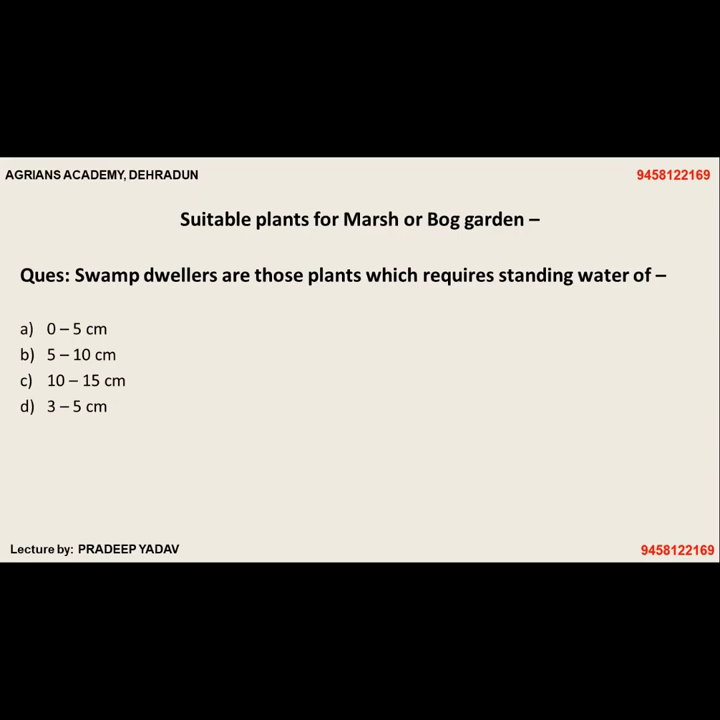 AGRIANS ACADEMY, DEHRADUN 9458122169
Suitable plants for Marsh or Bog garden –
Ques: Swamp dwellers are those plants which requires standing water of –
a) 0 – 5 cm
b) 5 – 10 cm
c) 10 – 15 cm
d) 3 – 5 cm
Lecture by: PRADEEP YADAV 9458122169